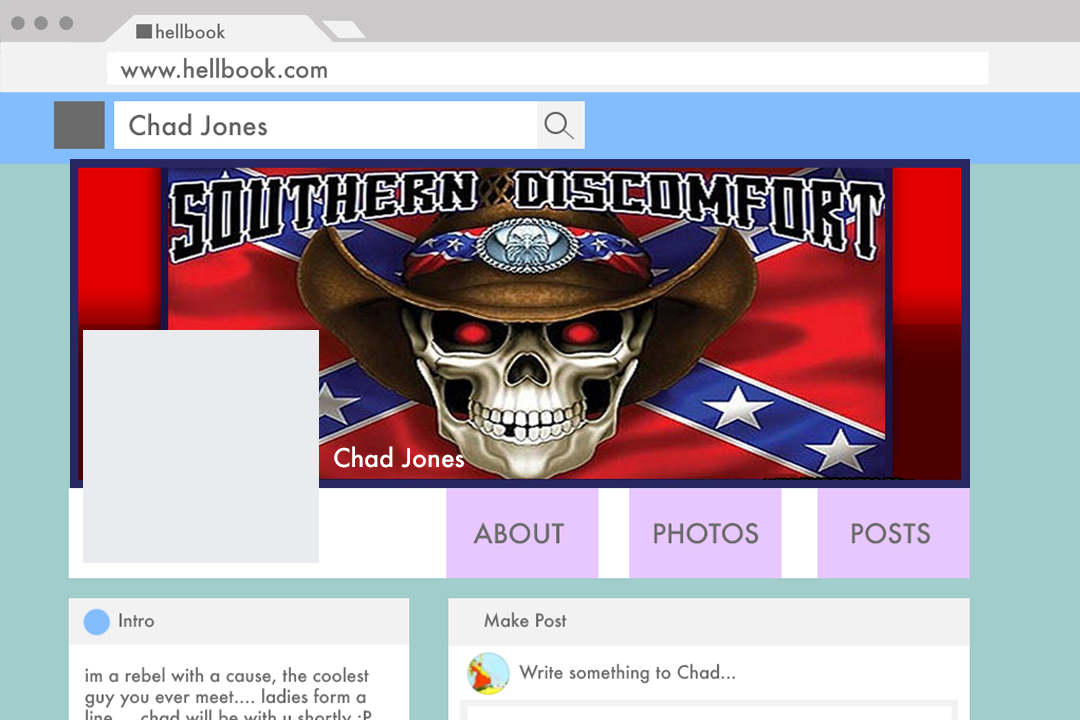 hellbook
www.hellbook.com
Chad Jones
SOUTHERN DISCOMFORT
Chad Jones
ABOUT
PHOTOS
POSTS
Intro
im a rebel with a cause, the coolest
guy you ever meet.... ladies form a
line.... chad will be with u shortly ;P
Make Post
Write something to Chad...